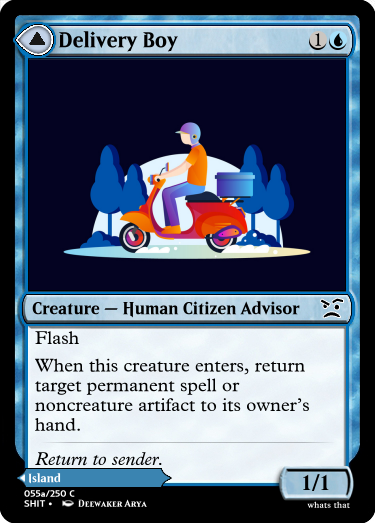 Delivery Boy 1
Creature — Human Citizen Advisor
Flash
When this creature enters, return
target permanent spell or
noncreature artifact to its owner's
hand.
Return to sender.
Island
1/1
055a/250 C
SHIT • Deewaker Arya
whats that